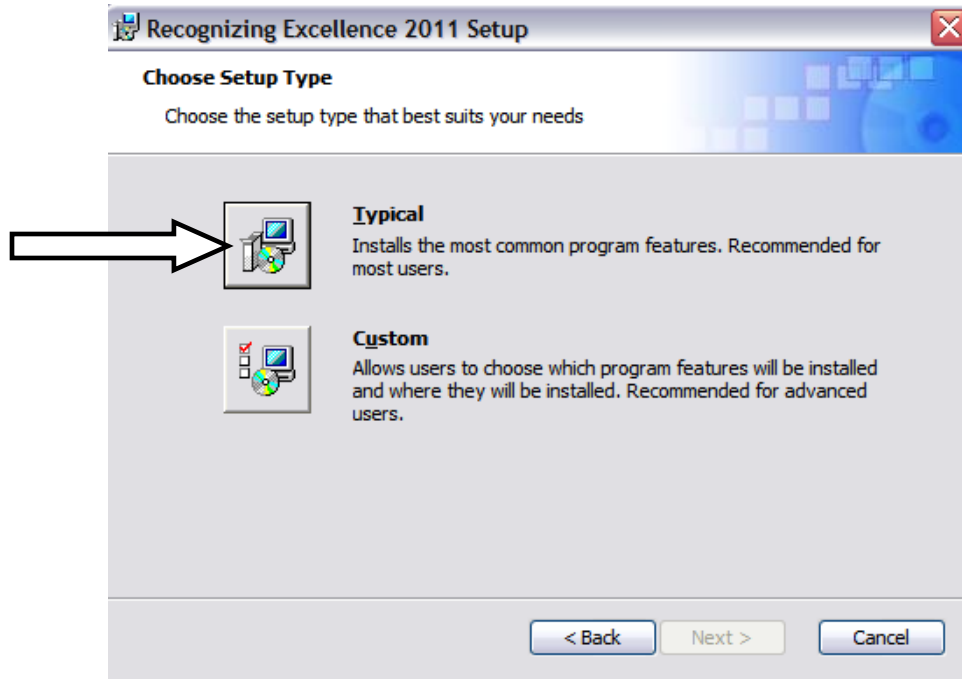 Recognizing Excellence 2011 Setup
Choose Setup Type
Choose the setup type that best suits your needs
Typical
Installs the most common program features. Recommended for
most users.
Custom
Allows users to choose which program features will be installed
and where they will be installed. Recommended for advanced
users.
< Back Next > Cancel